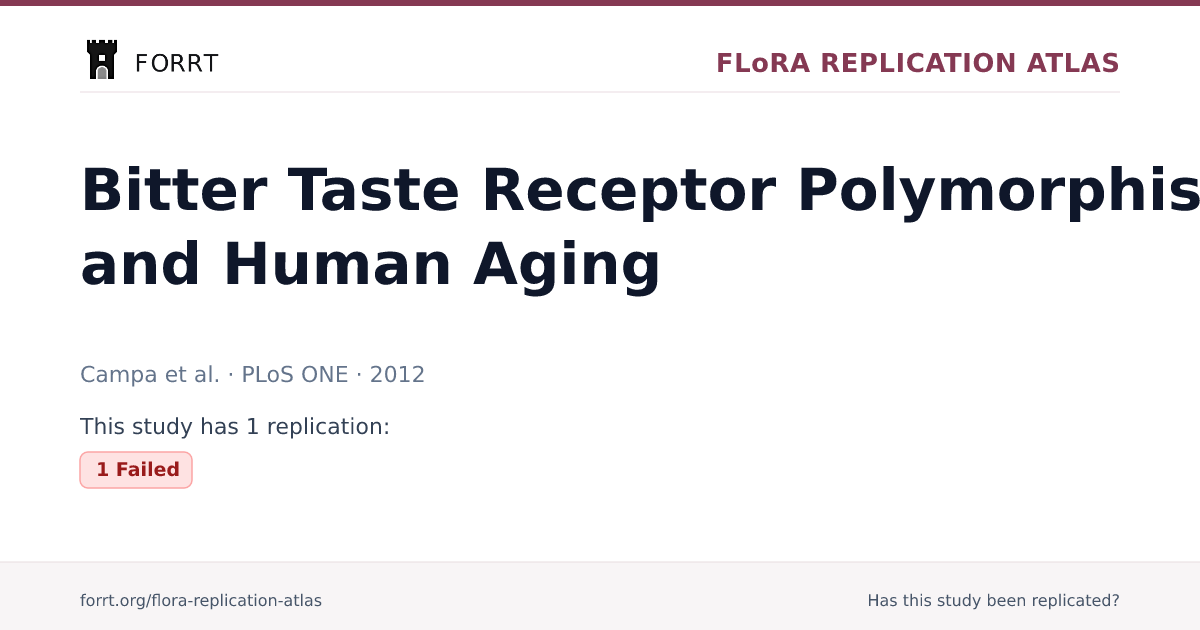 FORRT
FLoRA REPLICATION ATLAS
Bitter Taste Receptor Polymorphis
and Human Aging
Campa et al. · PLoS ONE · 2012
This study has 1 replication:
1 Failed
forrt.org/flora-replication-atlas
Has this study been replicated?